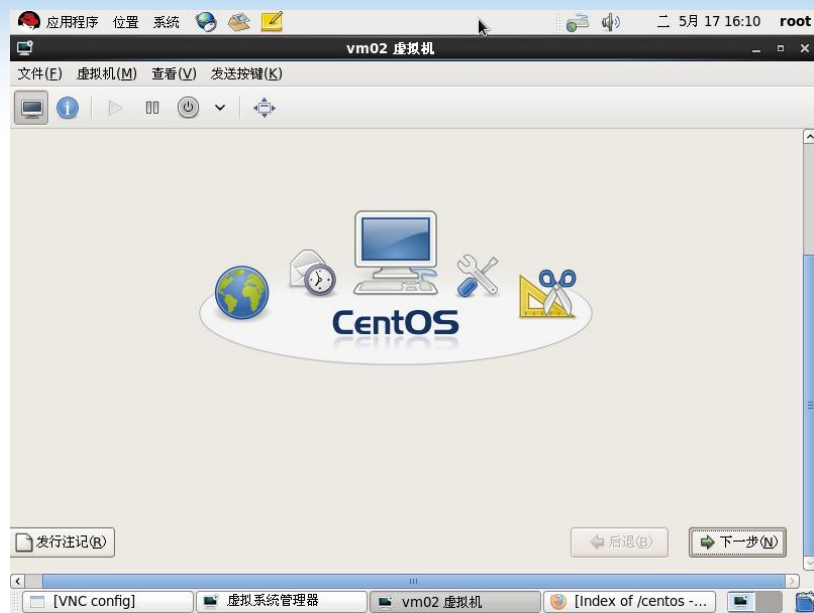 应用程序 位置 系统 二 5月 17 16:10 root
vm02 虚拟机
文件(F) 虚拟机(M) 查看(V) 发送按键(K)
CentOS
发行注记(R) 后退(B) 下一步(N)
[VNC config] 虚拟系统管理器 vm02 虚拟机 [Index of /centos -...